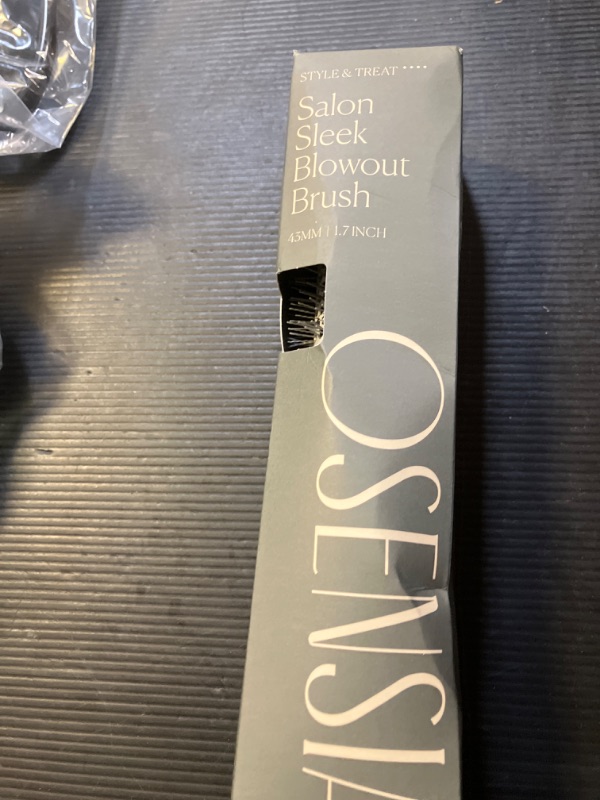 STYLE & TREAT ····
Salon
Sleek
Blowout
Brush
43MM | 1.7 INCH
OSENSIA